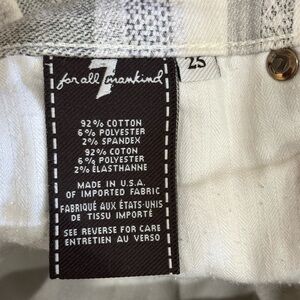 7
for all mankind
25
92% COTTON
6% POLYESTER
2% SPANDEX
92% COTON
6% POLYESTER
2% ÉLASTHANNE
MADE IN U.S.A.
OF IMPORTED FABRIC
FABRIQUÉ AUX ÉTATS-UNIS
DE TISSU IMPORTÉ
SEE REVERSE FOR CARE
ENTRETIEN AU VERSO